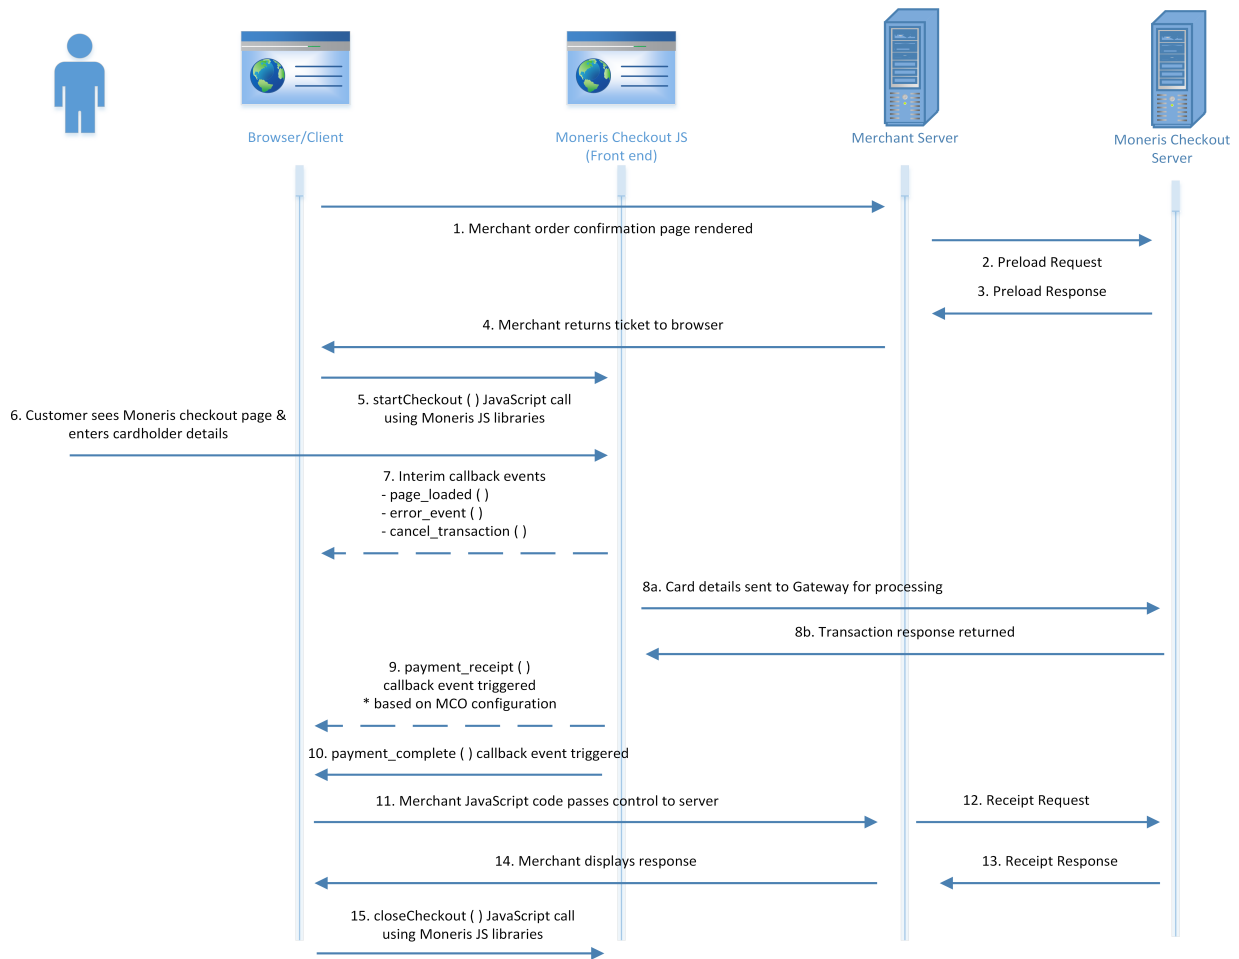 Browser/Client
Moneris Checkout JS
(Front end)
Merchant Server
Moneris Checkout
Server
1. Merchant order confirmation page rendered
2. Preload Request
3. Preload Response
4. Merchant returns ticket to browser
5. startCheckout ( ) JavaScript call
using Moneris JS libraries
6. Customer sees Moneris checkout page &
enters cardholder details
7. Interim callback events
- page_loaded ( )
- error_event ( )
- cancel_transaction ( )
8a. Card details sent to Gateway for processing
8b. Transaction response returned
9. payment_receipt ( )
callback event triggered
* based on MCO configuration
10. payment_complete ( ) callback event triggered
11. Merchant JavaScript code passes control to server
12. Receipt Request
13. Receipt Response
14. Merchant displays response
15. closeCheckout ( ) JavaScript call
using Moneris JS libraries